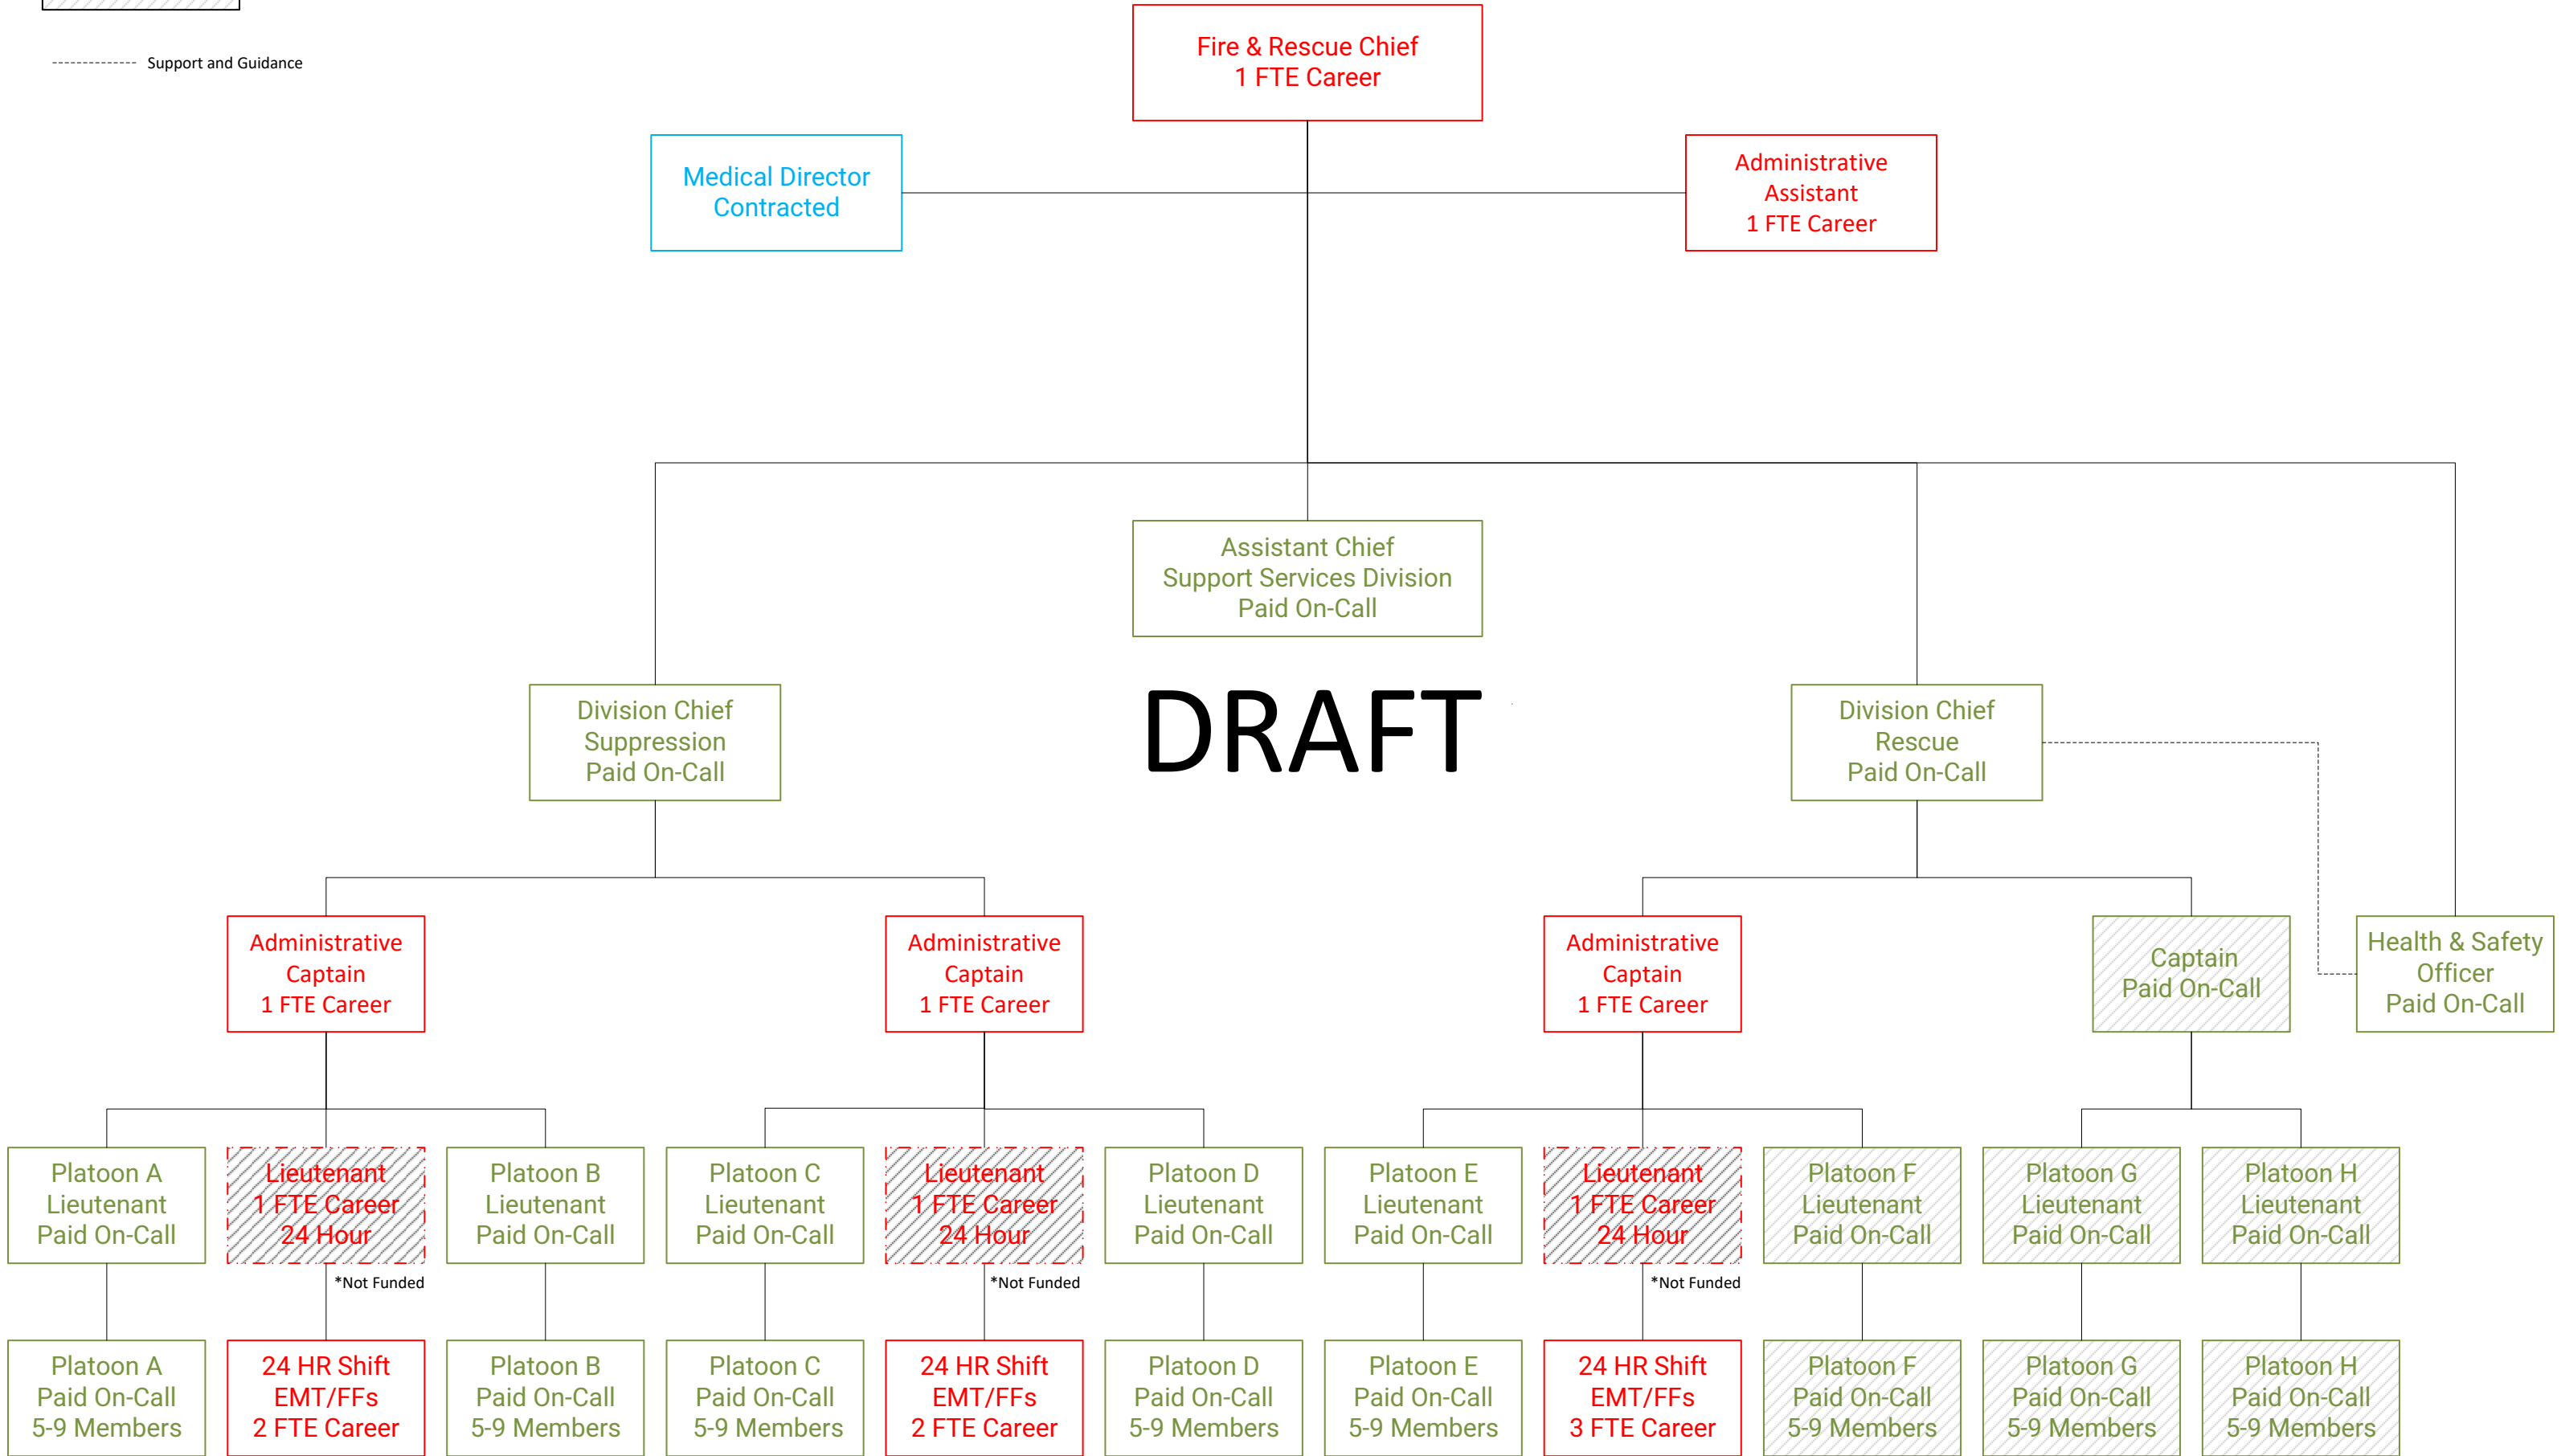 Support and Guidance
Fire & Rescue Chief
1 FTE Career
Medical Director
Contracted
Administrative
Assistant
1 FTE Career
Assistant Chief
Support Services Division
Paid On-Call
Division Chief
Suppression
Paid On-Call
DRAFT
Division Chief
Rescue
Paid On-Call
Administrative
Captain
1 FTE Career
Administrative
Captain
1 FTE Career
Administrative
Captain
1 FTE Career
Captain
Paid On-Call
Health & Safety
Officer
Paid On-Call
Platoon A
Lieutenant
Paid On-Call
Lieutenant
1 FTE Career
24 Hour
*Not Funded
Platoon B
Lieutenant
Paid On-Call
Platoon C
Lieutenant
Paid On-Call
Lieutenant
1 FTE Career
24 Hour
*Not Funded
Platoon D
Lieutenant
Paid On-Call
Platoon E
Lieutenant
Paid On-Call
Lieutenant
1 FTE Career
24 Hour
*Not Funded
Platoon F
Lieutenant
Paid On-Call
Platoon G
Lieutenant
Paid On-Call
Platoon H
Lieutenant
Paid On-Call
Platoon A
Paid On-Call
5-9 Members
24 HR Shift
EMT/FFs
2 FTE Career
Platoon B
Paid On-Call
5-9 Members
Platoon C
Paid On-Call
5-9 Members
24 HR Shift
EMT/FFs
2 FTE Career
Platoon D
Paid On-Call
5-9 Members
Platoon E
Paid On-Call
5-9 Members
24 HR Shift
EMT/FFs
3 FTE Career
Platoon F
Paid On-Call
5-9 Members
Platoon G
Paid On-Call
5-9 Members
Platoon H
Paid On-Call
5-9 Members